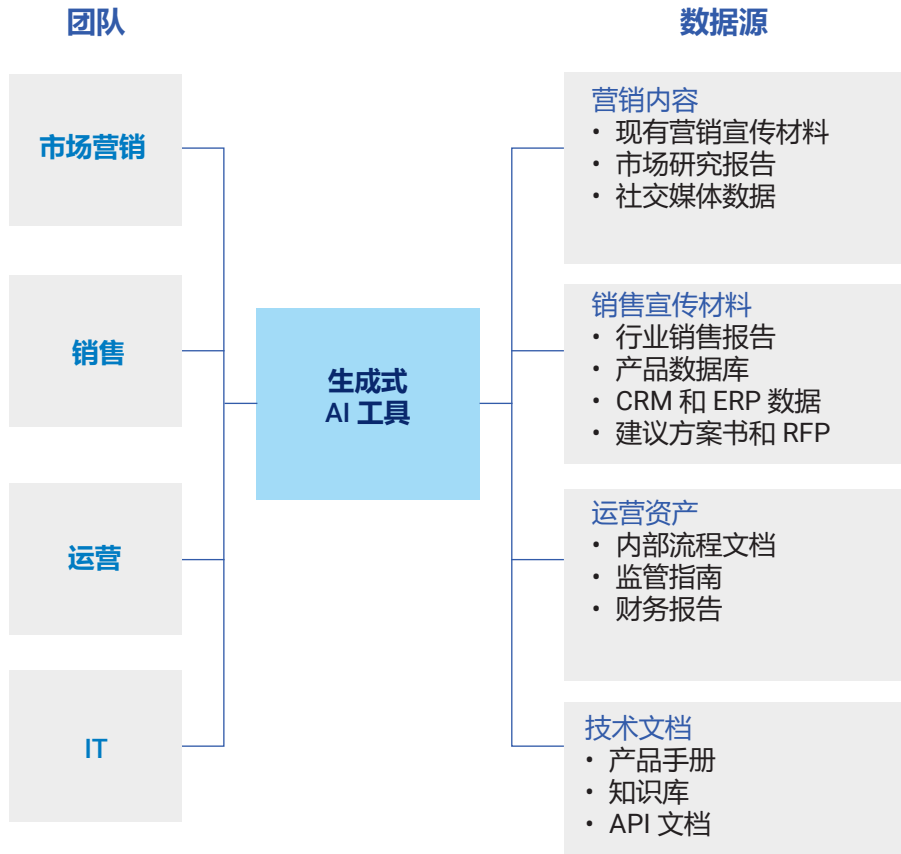 团队
市场营销
销售
运营
IT
生成式
AI 工具
数据源
营销内容
• 现有营销宣传材料
• 市场研究报告
• 社交媒体数据
销售宣传材料
• 行业销售报告
• 产品数据库
• CRM 和 ERP 数据
• 建议方案书和 RFP
运营资产
• 内部流程文档
• 监管指南
• 财务报告
技术文档
• 产品手册
• 知识库
• API 文档